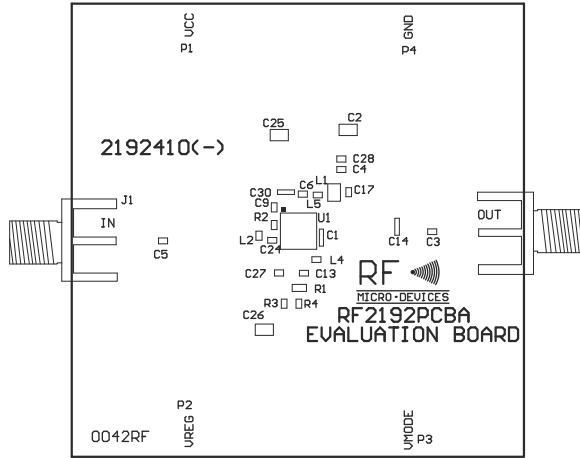 VCC
P1
GND
P4
C25
C2
2192410(-)
C28
C4
L1
C6
C30
C17
L5
C9
J1
IN
R2
U1
OUT
L2
C1
C24
C14
C3
C5
L4
C27
C13
RF
R1
MICRO·DEVICES
R3
R4
C26
RF2192PCBA
EVALUATION BOARD
P2
VREG
0042RF
VMODE
P3